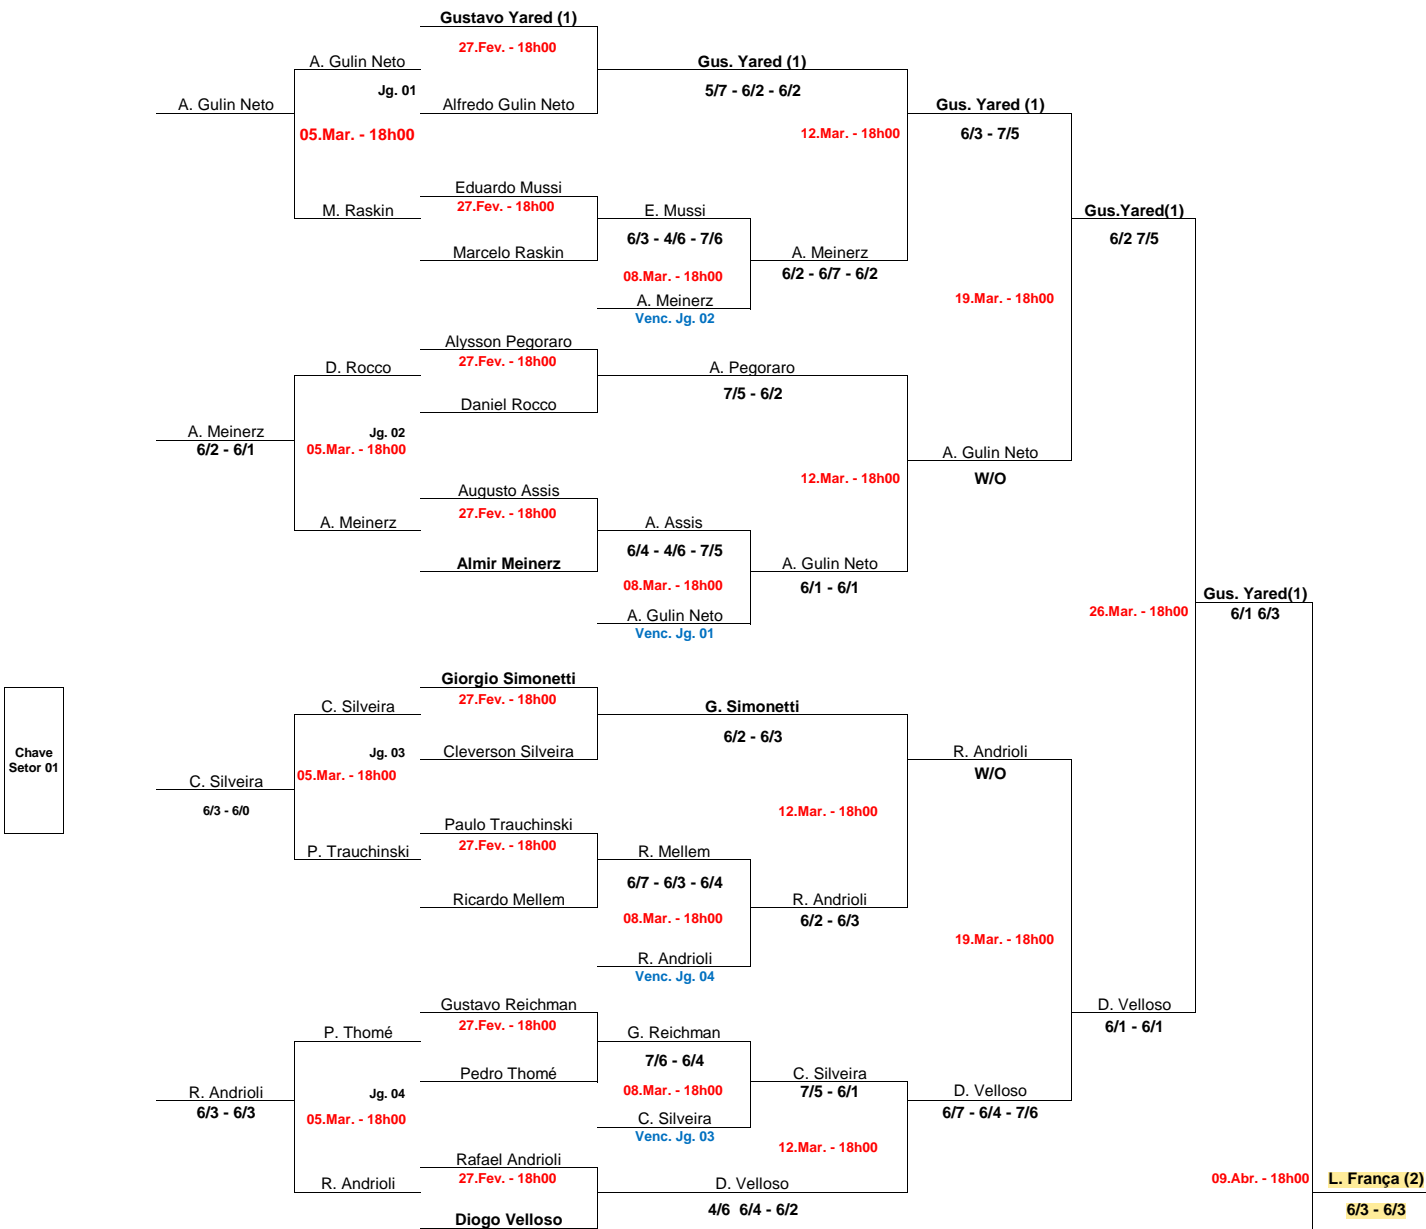 Gustavo Yared (1)
27.Fev. - 18h00
A. Gulin Neto
Gus. Yared (1)
Jg. 01
5/7 - 6/2 - 6/2
A. Gulin Neto
Alfredo Gulin Neto
Gus. Yared (1)
05.Mar. - 18h00
12.Mar. - 18h00
6/3 - 7/5
Eduardo Mussi
27.Fev. - 18h00
M. Raskin
E. Mussi
Gus.Yared(1)
6/3 - 4/6 - 7/6
6/2 7/5
Marcelo Raskin
A. Meinerz
08.Mar. - 18h00
6/2 - 6/7 - 6/2
A. Meinerz
19.Mar. - 18h00
Venc. Jg. 02
Alysson Pegoraro
27.Fev. - 18h00
D. Rocco
A. Pegoraro
7/5 - 6/2
Daniel Rocco
A. Meinerz
Jg. 02
6/2 - 6/1
05.Mar. - 18h00
A. Gulin Neto
12.Mar. - 18h00
W/O
Augusto Assis
27.Fev. - 18h00
A. Meinerz
A. Assis
6/4 - 4/6 - 7/5
Almir Meinerz
A. Gulin Neto
08.Mar. - 18h00
6/1 - 6/1
Gus. Yared(1)
A. Gulin Neto
26.Mar. - 18h00
6/1 6/3
Venc. Jg. 01
Giorgio Simonetti
27.Fev. - 18h00
C. Silveira
G. Simonetti
6/2 - 6/3
Chave
Setor 01
Jg. 03
Cleverson Silveira
R. Andrioli
C. Silveira
05.Mar. - 18h00
W/O
6/3 - 6/0
12.Mar. - 18h00
Paulo Trauchinski
27.Fev. - 18h00
P. Trauchinski
R. Mellem
6/7 - 6/3 - 6/4
Ricardo Mellem
R. Andrioli
08.Mar. - 18h00
6/2 - 6/3
19.Mar. - 18h00
R. Andrioli
Venc. Jg. 04
Gustavo Reichman
D. Velloso
27.Fev. - 18h00
6/1 - 6/1
P. Thomé
G. Reichman
7/6 - 6/4
Pedro Thomé
C. Silveira
R. Andrioli
Jg. 04
08.Mar. - 18h00
7/5 - 6/1
D. Velloso
6/3 - 6/3
05.Mar. - 18h00
C. Silveira
6/7 - 6/4 - 7/6
Venc. Jg. 03
12.Mar. - 18h00
Rafael Andrioli
27.Fev. - 18h00
R. Andrioli
D. Velloso
09.Abr. - 18h00
L. França (2)
4/6 6/4 - 6/2
6/3 - 6/3
Diogo Velloso